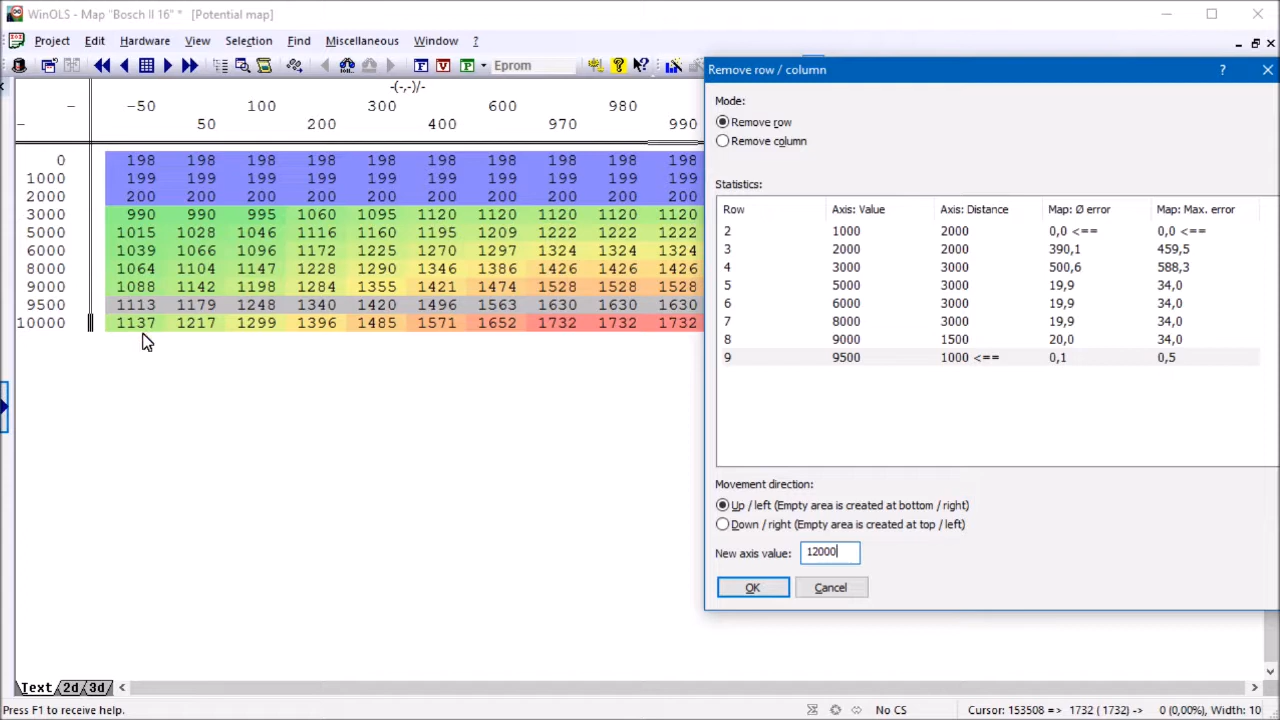 WinOLS - Map "Bosch II 16" * [Potential map]
Project Edit Hardware View Selection Find Miscellaneous Window ?
F V P Eprom
-(-,-)/-
- -50 100 300 600 980
- 50 200 400 970 990
0 198 198 198 198 198 198 198 198 198 198
1000 199 199 199 199 199 199 199 199 199 199
2000 200 200 200 200 200 200 200 200 200 200
3000 990 990 995 1060 1095 1120 1120 1120 1120 1120
5000 1015 1028 1046 1116 1160 1195 1209 1222 1222 1222
6000 1039 1066 1096 1172 1225 1270 1297 1324 1324 1324
8000 1064 1104 1147 1228 1290 1346 1386 1426 1426 1426
9000 1088 1142 1198 1284 1355 1421 1474 1528 1528 1528
9500 1113 1179 1248 1340 1420 1496 1563 1630 1630 1630
10000 1137 1217 1299 1396 1485 1571 1652 1732 1732 1732
Remove row / column
Mode:
Remove row
Remove column
Statistics:
Row Axis: Value Axis: Distance Map: Ø error Map: Max. error
2 1000 2000 0,0 <== 0,0 <==
3 2000 2000 390,1 459,5
4 3000 3000 500,6 588,3
5 5000 3000 19,9 34,0
6 6000 3000 19,9 34,0
7 8000 3000 19,9 34,0
8 9000 1500 20,0 34,0
9 9500 1000 <== 0,1 0,5
Movement direction:
Up / left (Empty area is created at bottom / right)
Down / right (Empty area is created at top / left)
New axis value: 12000
OK Cancel
Text 2d 3d
Press F1 to receive help. No CS Cursor: 153508 => 1732 ( 1732) -> 0 (0,00%), Width: 10